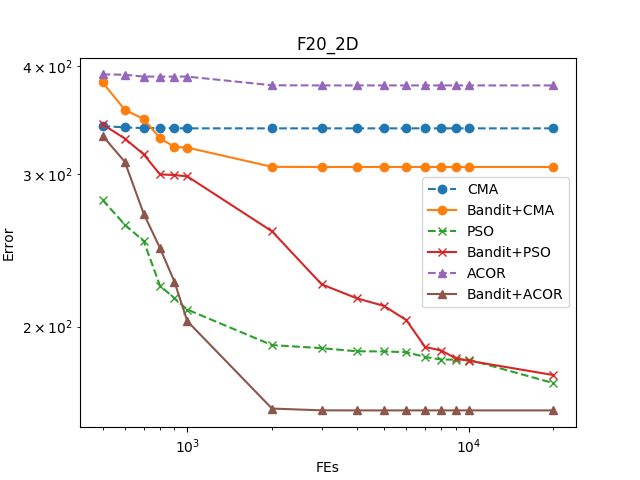 F20_2D
4 × 10²
3 × 10²
2 × 10²
Error
CMA
Bandit+CMA
PSO
Bandit+PSO
ACOR
Bandit+ACOR
10³
10⁴
FEs